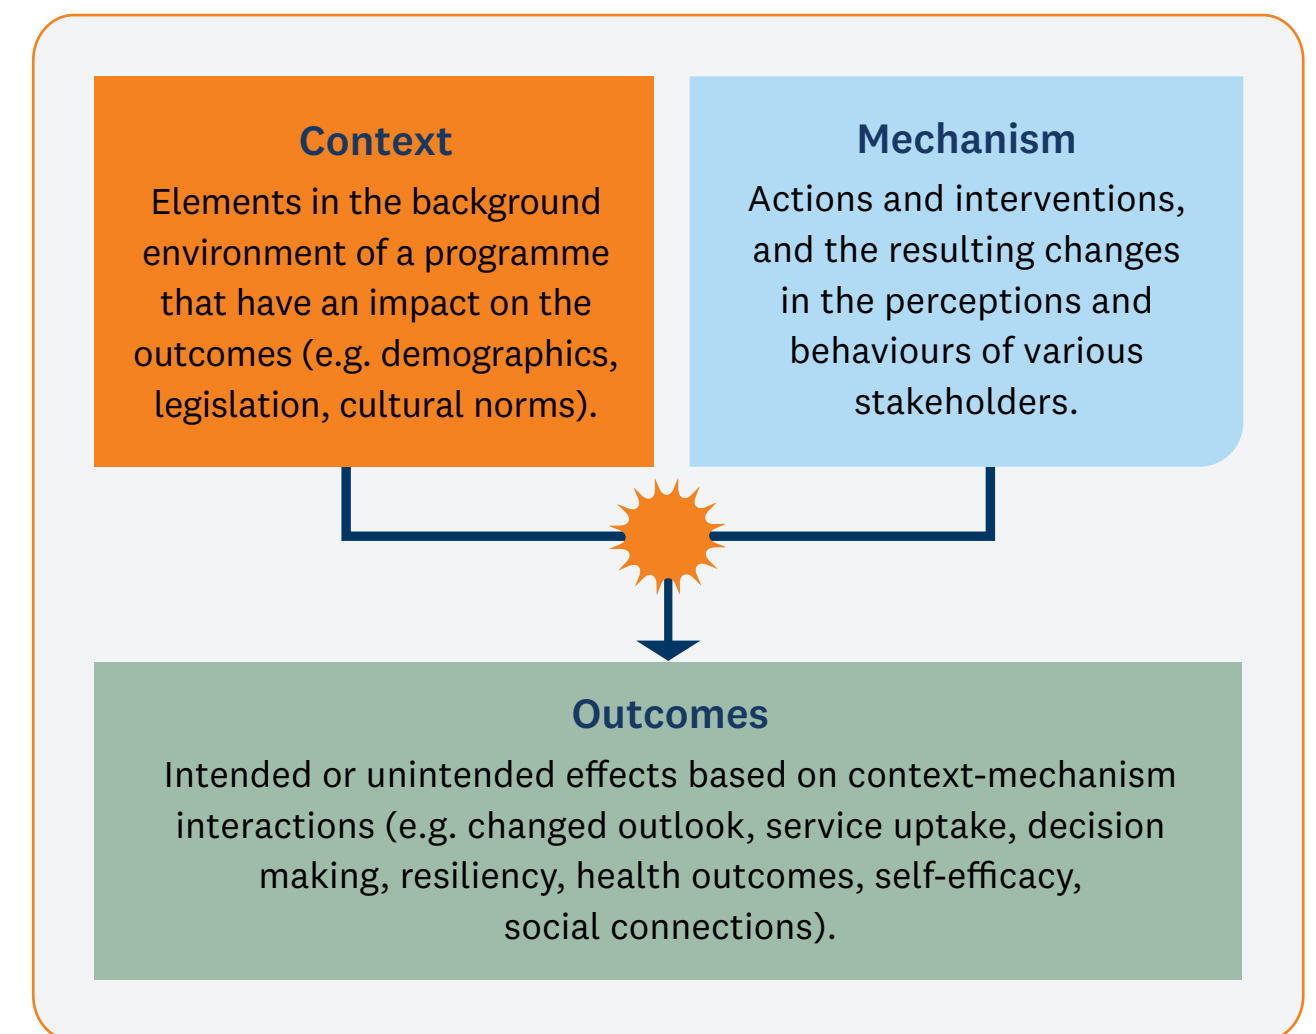 Context
Elements in the background
environment of a programme
that have an impact on the
outcomes (e.g. demographics,
legislation, cultural norms).
Mechanism
Actions and interventions,
and the resulting changes
in the perceptions and
behaviours of various
stakeholders.
Outcomes
Intended or unintended effects based on context-mechanism
interactions (e.g. changed outlook, service uptake, decision
making, resiliency, health outcomes, self-efficacy,
social connections).